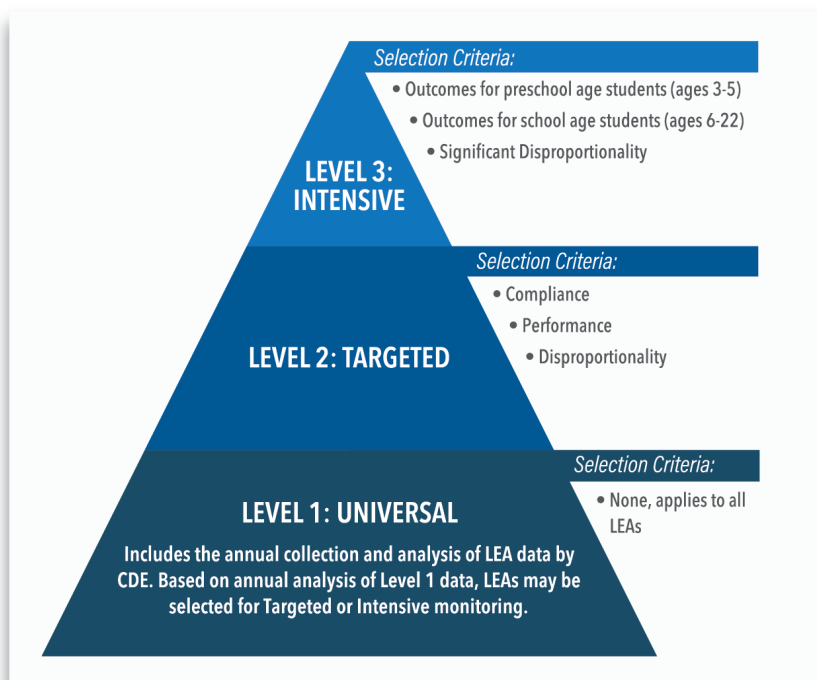 Selection Criteria:
• Outcomes for preschool age students (ages 3-5)
• Outcomes for school age students (ages 6-22)
• Significant Disproportionality
LEVEL 3:
INTENSIVE
Selection Criteria:
• Compliance
• Performance
• Disproportionality
LEVEL 2: TARGETED
Selection Criteria:
• None, applies to all
LEAs
LEVEL 1: UNIVERSAL
Includes the annual collection and analysis of LEA data by
CDE. Based on annual analysis of Level 1 data, LEAs may be
selected for Targeted or Intensive monitoring.